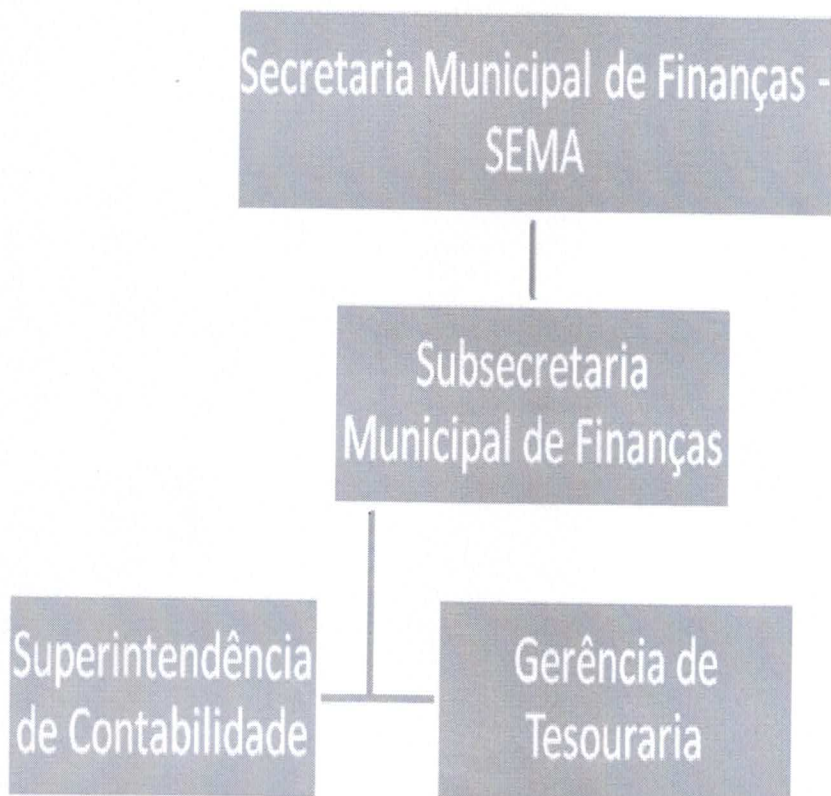 Secretaria Municipal de Finanças -
SEMA
Subsecretaria
Municipal de Finanças
Superintendência
de Contabilidade
Gerência de
Tesouraria